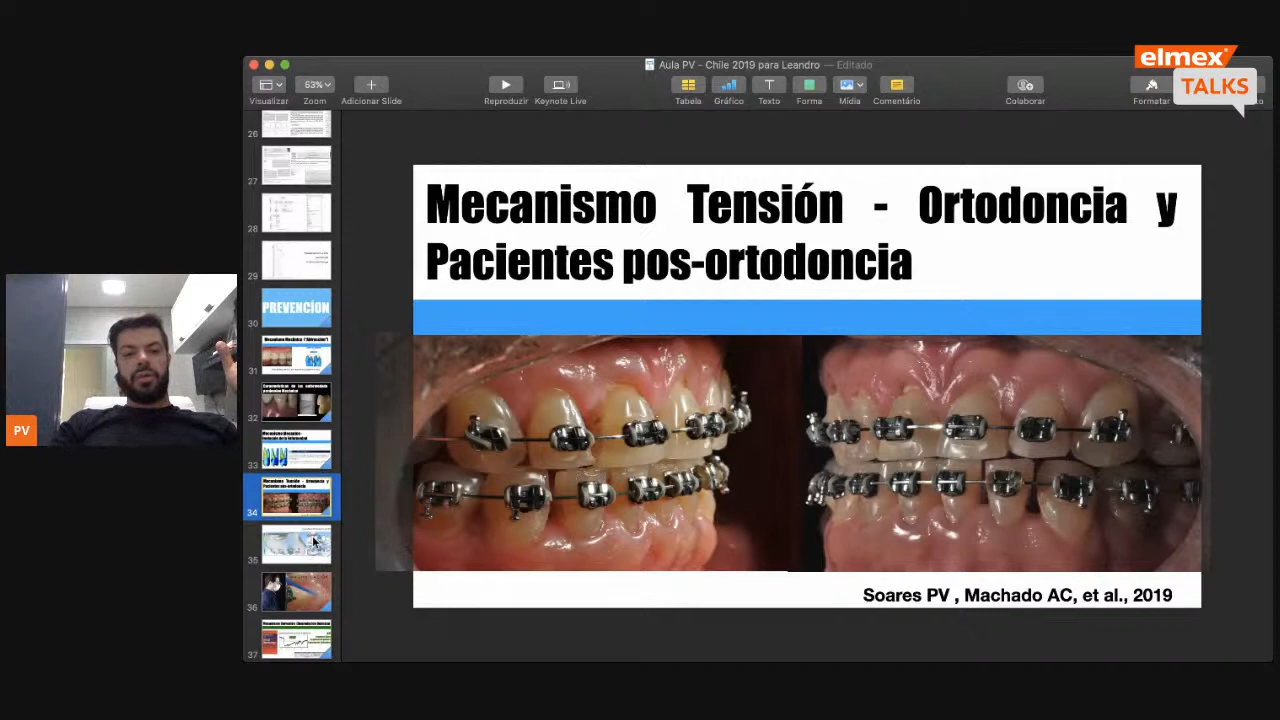 elmex
TALKS
Aula PV - Chile 2019 para Leandro — Editado
53%
Visualizar Zoom Adicionar Slide Reproduzir Keynote Live Tabela Gráfico Texto Forma Mídia Comentário Colaborar Formatar
26
27
28
29
PREVENCÍON
30
31
32
33
34
35
36
37
Mecanismo Tensión - Ortodoncia y
Pacientes pos-ortodoncia
Soares PV , Machado AC, et al., 2019
PV